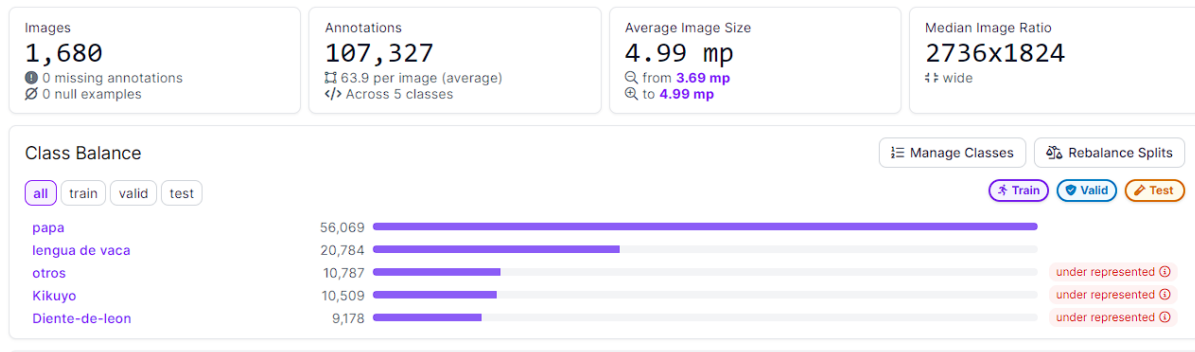 Images
1,680
0 missing annotations
0 null examples
Annotations
107,327
63.9 per image (average)
Across 5 classes
Average Image Size
4.99 mp
from 3.69 mp
to 4.99 mp
Median Image Ratio
2736x1824
wide
Class Balance
Manage Classes
Rebalance Splits
all train valid test
Train Valid Test
papa 56,069
lengua de vaca 20,784
otros 10,787 under represented
Kikuyo 10,509 under represented
Diente-de-leon 9,178 under represented